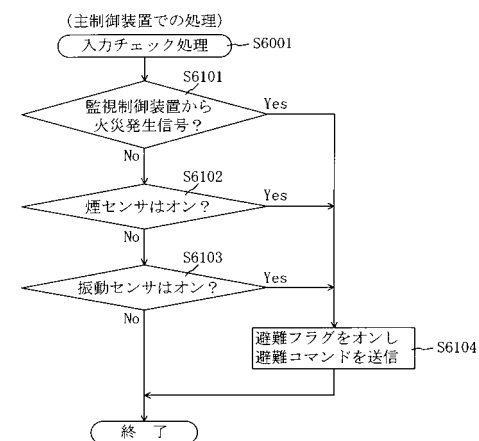 (主制御装置での処理)
入力チェック処理
S6001
S6101
監視制御装置から
火災発生信号？
Yes
No
S6102
煙センサはオン？
Yes
No
S6103
振動センサはオン？
Yes
No
避難フラグをオンし
避難コマンドを送信
S6104
終 了